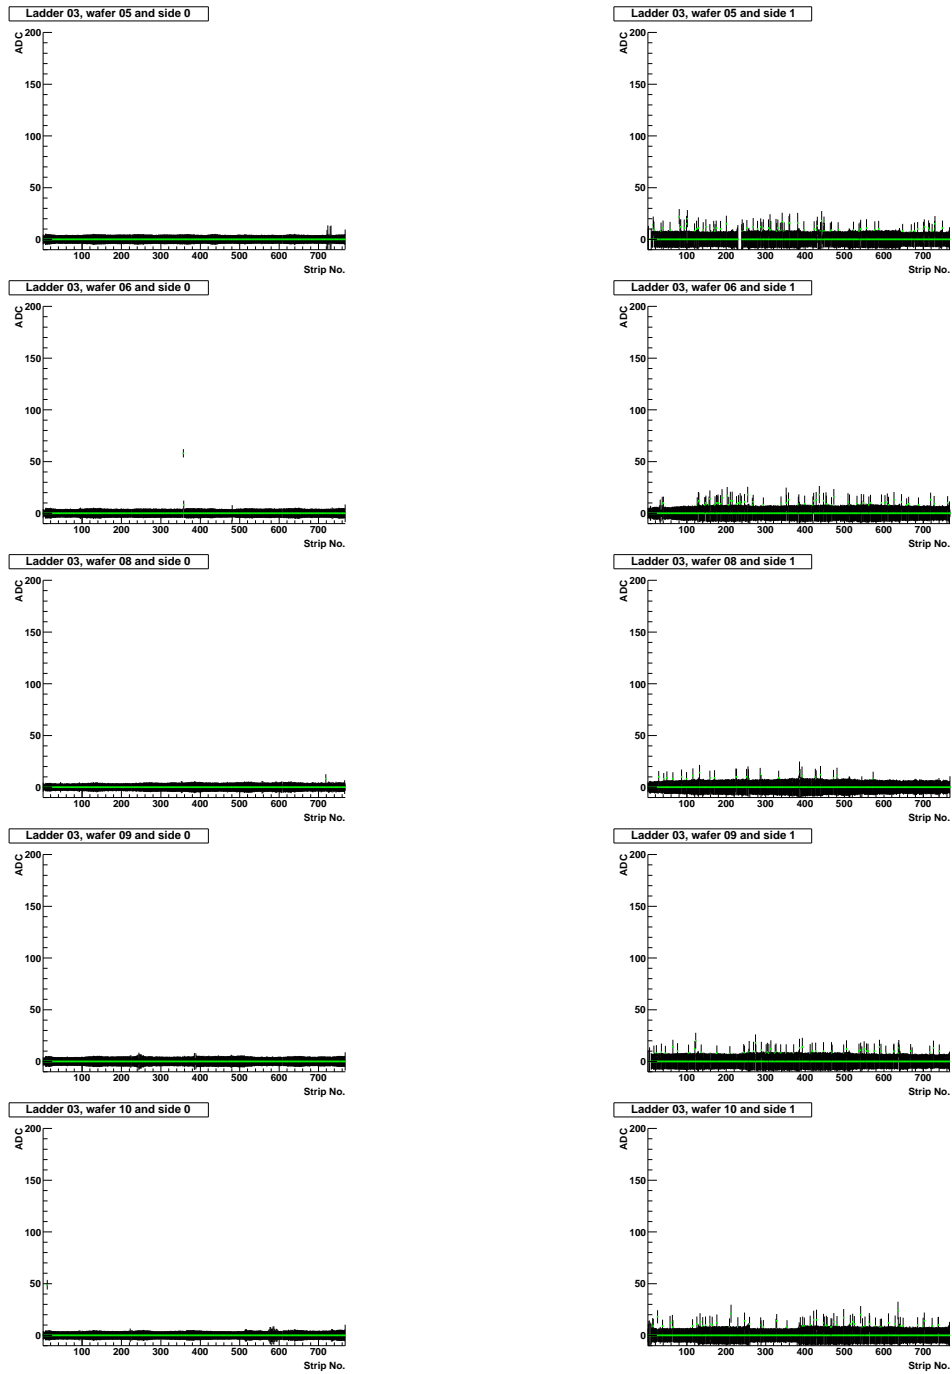 Ladder 03, wafer 05 and side 0
ADC
200
150
100
50
0
100 200 300 400 500 600 700
Strip No.
Ladder 03, wafer 05 and side 1
ADC
200
150
100
50
0
100 200 300 400 500 600 700
Strip No.
Ladder 03, wafer 06 and side 0
ADC
200
150
100
50
0
100 200 300 400 500 600 700
Strip No.
Ladder 03, wafer 06 and side 1
ADC
200
150
100
50
0
100 200 300 400 500 600 700
Strip No.
Ladder 03, wafer 08 and side 0
ADC
200
150
100
50
0
100 200 300 400 500 600 700
Strip No.
Ladder 03, wafer 08 and side 1
ADC
200
150
100
50
0
100 200 300 400 500 600 700
Strip No.
Ladder 03, wafer 09 and side 0
ADC
200
150
100
50
0
100 200 300 400 500 600 700
Strip No.
Ladder 03, wafer 09 and side 1
ADC
200
150
100
50
0
100 200 300 400 500 600 700
Strip No.
Ladder 03, wafer 10 and side 0
ADC
200
150
100
50
0
100 200 300 400 500 600 700
Strip No.
Ladder 03, wafer 10 and side 1
ADC
200
150
100
50
0
100 200 300 400 500 600 700
Strip No.